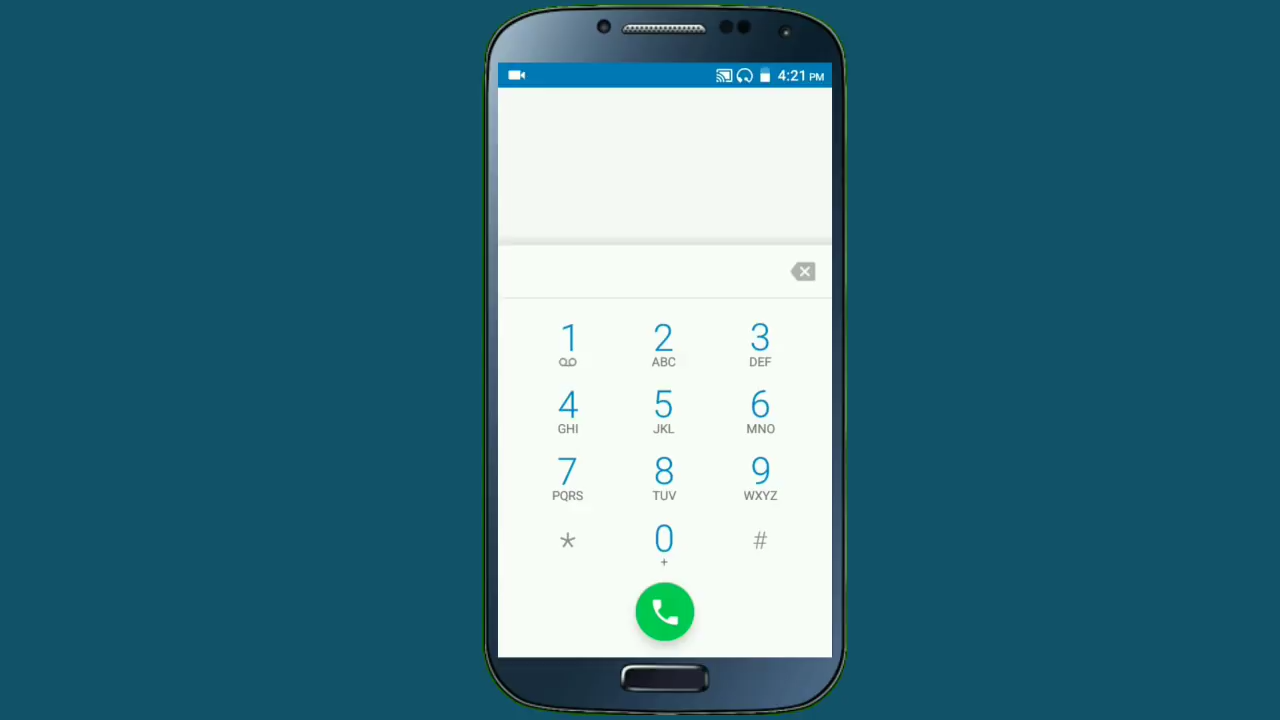 4:21 PM
1 2 3
ABC DEF
4 5 6
GHI JKL MNO
7 8 9
PQRS TUV WXYZ
* 0 #
+